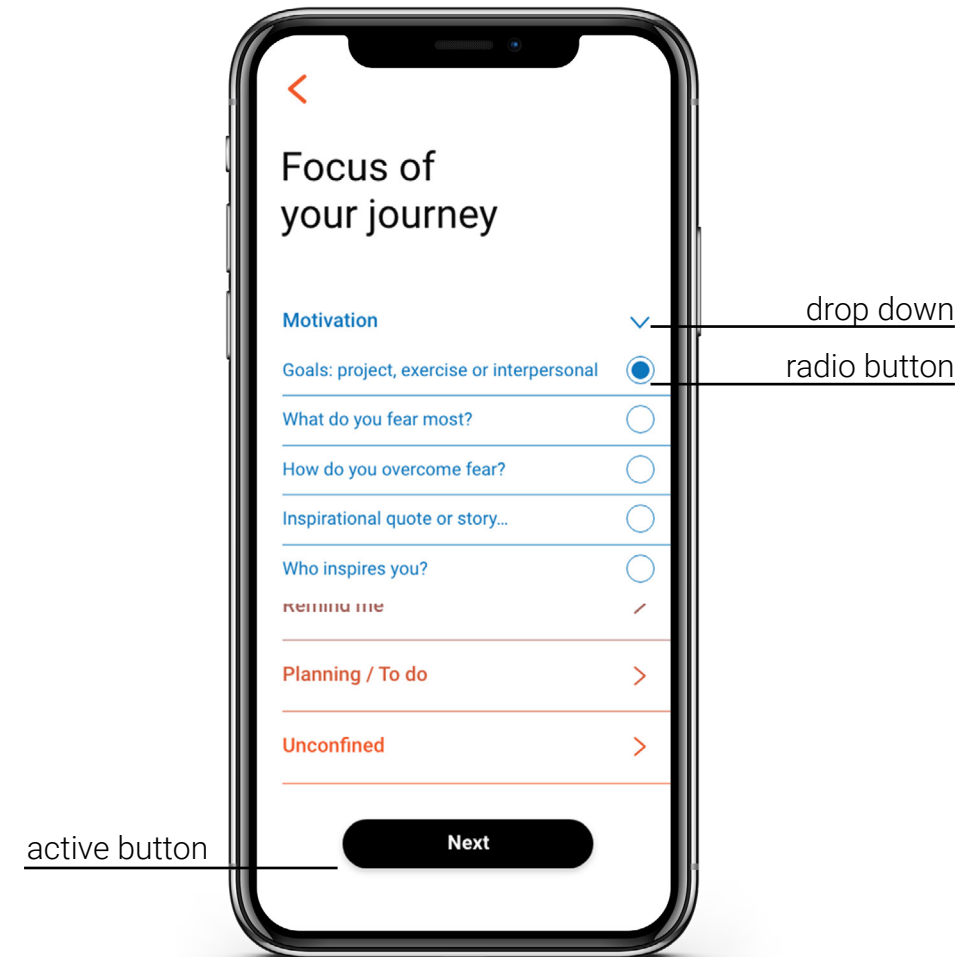 Focus of
your journey
Motivation
drop down
Goals: project, exercise or interpersonal
radio button
What do you fear most?
How do you overcome fear?
Inspirational quote or story...
Who inspires you?
Remind me
Planning / To do
Unconfined
active button
Next